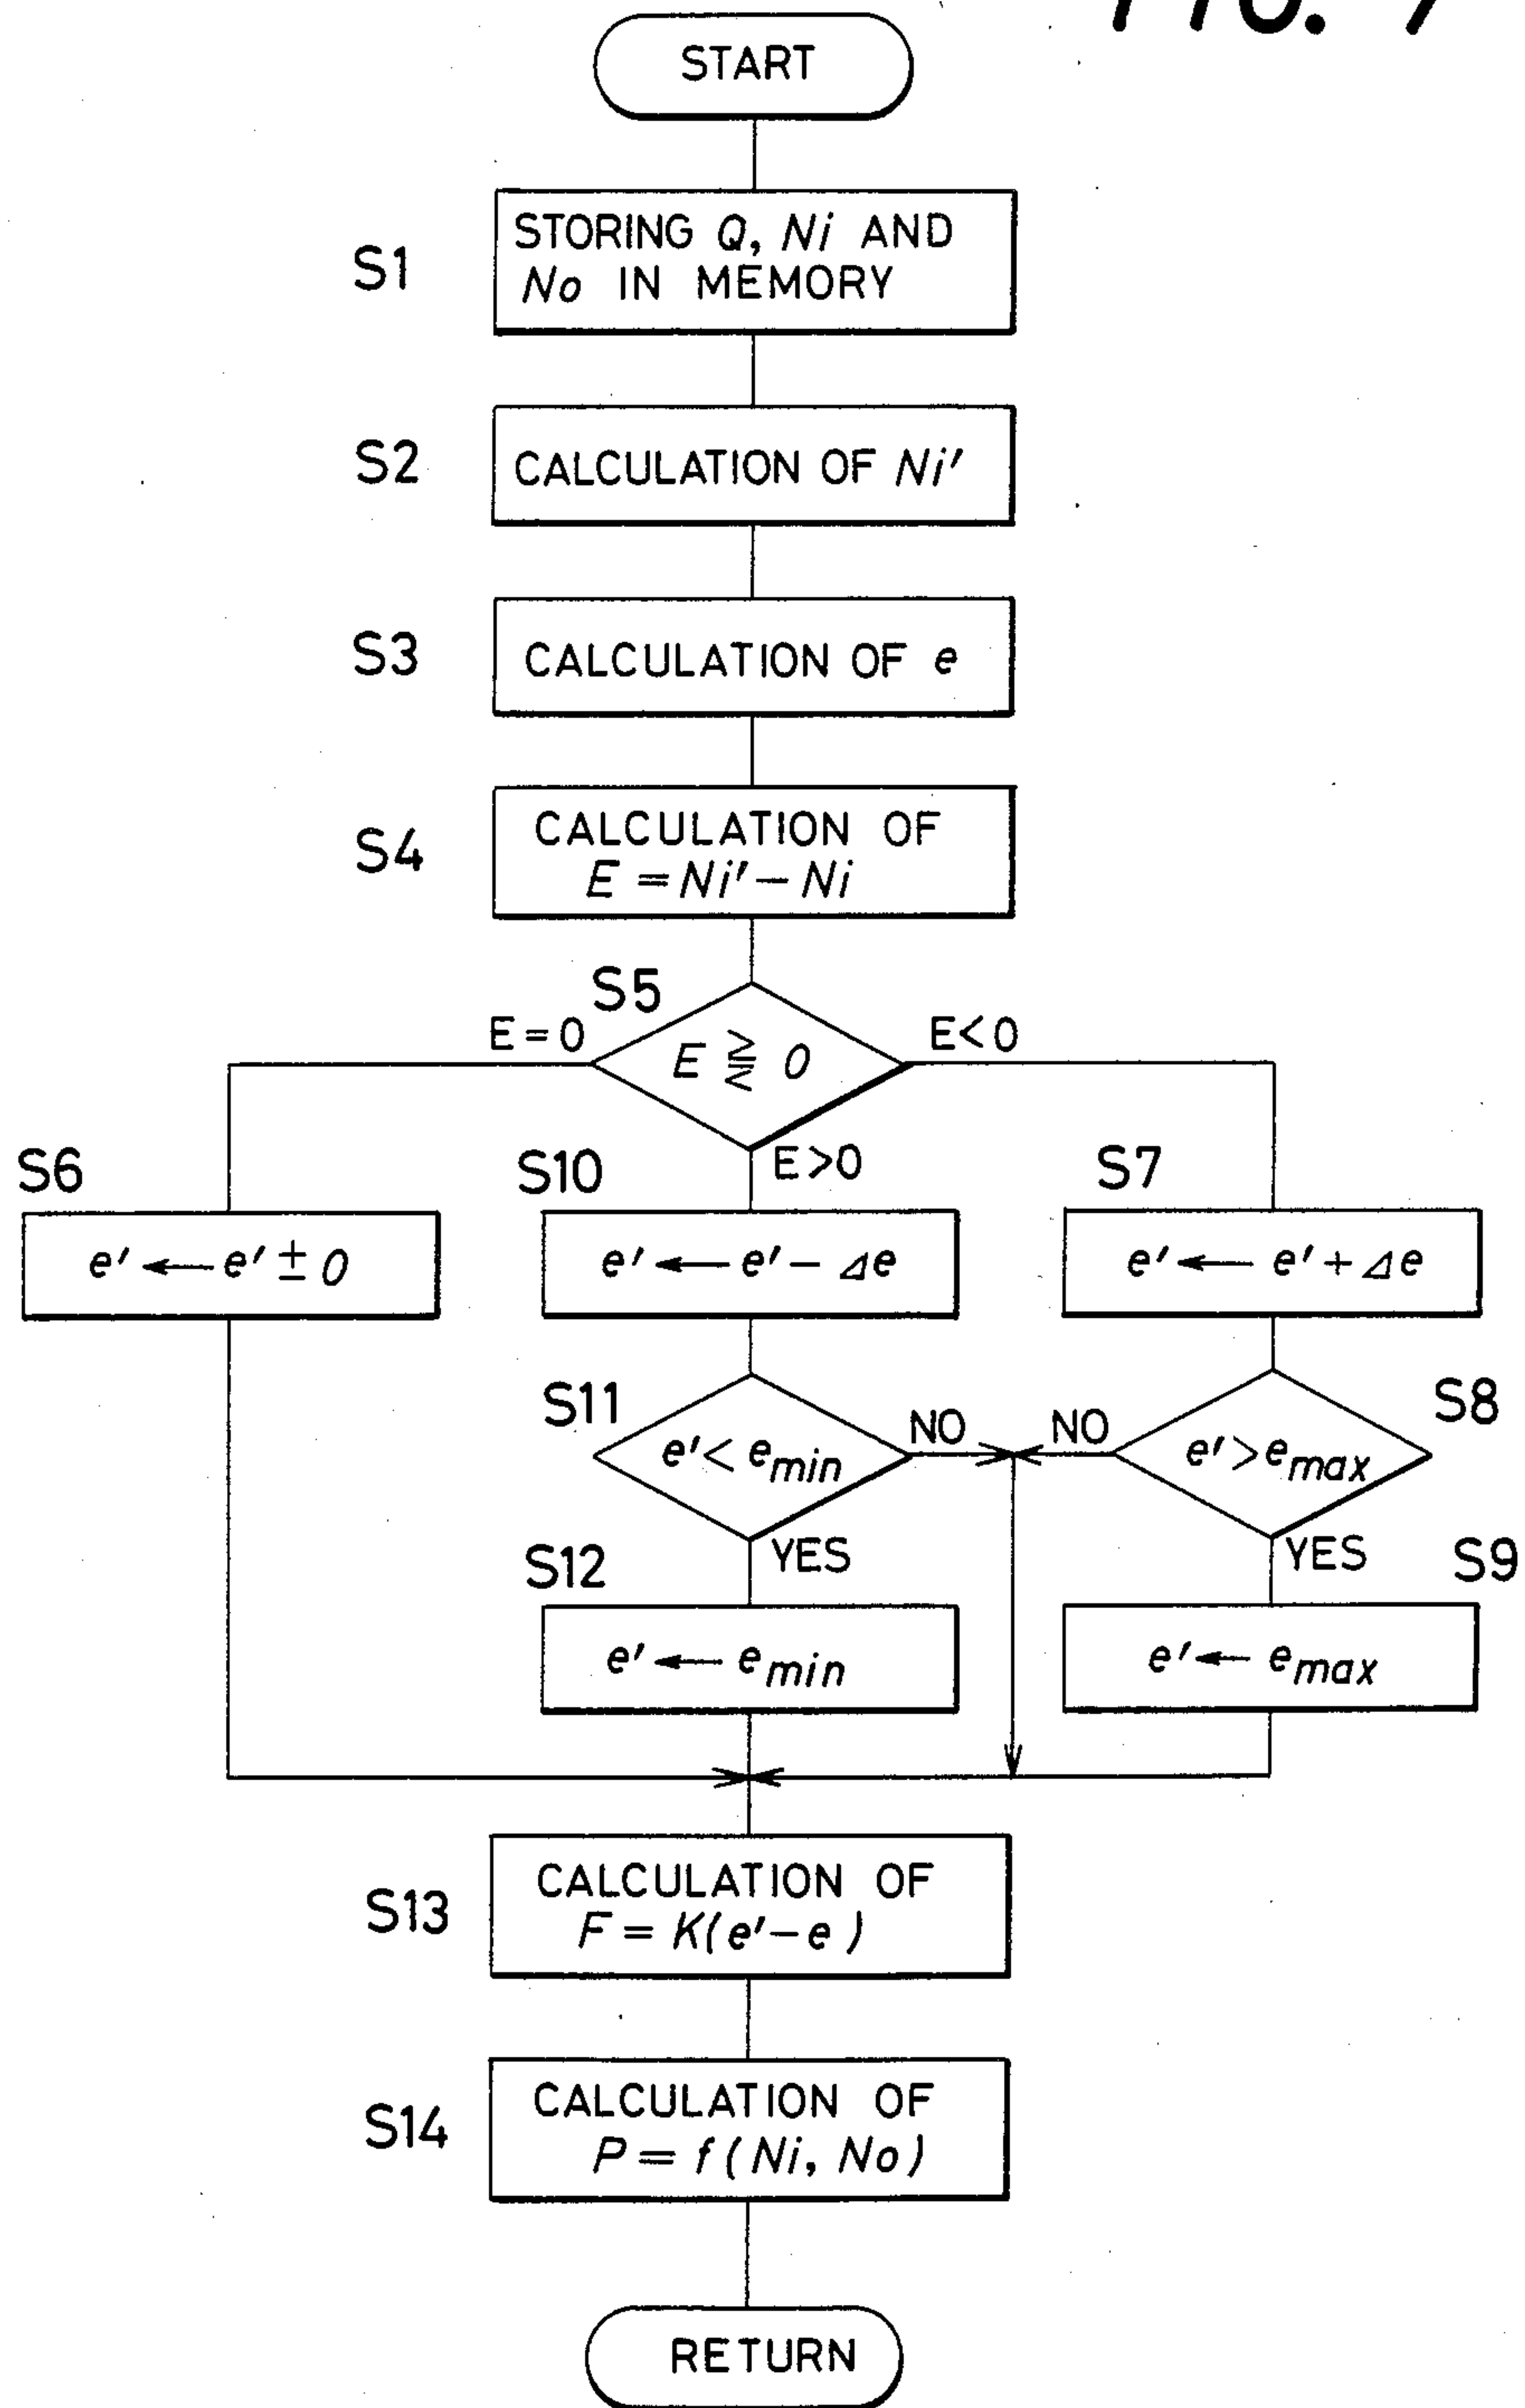 FIG. 7
START
S1
STORING Q, Ni AND
No IN MEMORY
S2
CALCULATION OF Ni'
S3
CALCULATION OF e
S4
CALCULATION OF
E = Ni' - Ni
S5
E = 0
E ⪌ 0
E < 0
E > 0
S6
S10
S7
e' ← e' ± 0
e' ← e' - Δe
e' ← e' + Δe
S11
e' < emin
NO
NO
e' > emax
S8
YES
YES
S12
S9
e' ← emin
e' ← emax
S13
CALCULATION OF
F = K(e' - e)
S14
CALCULATION OF
P = f(Ni, No)
RETURN